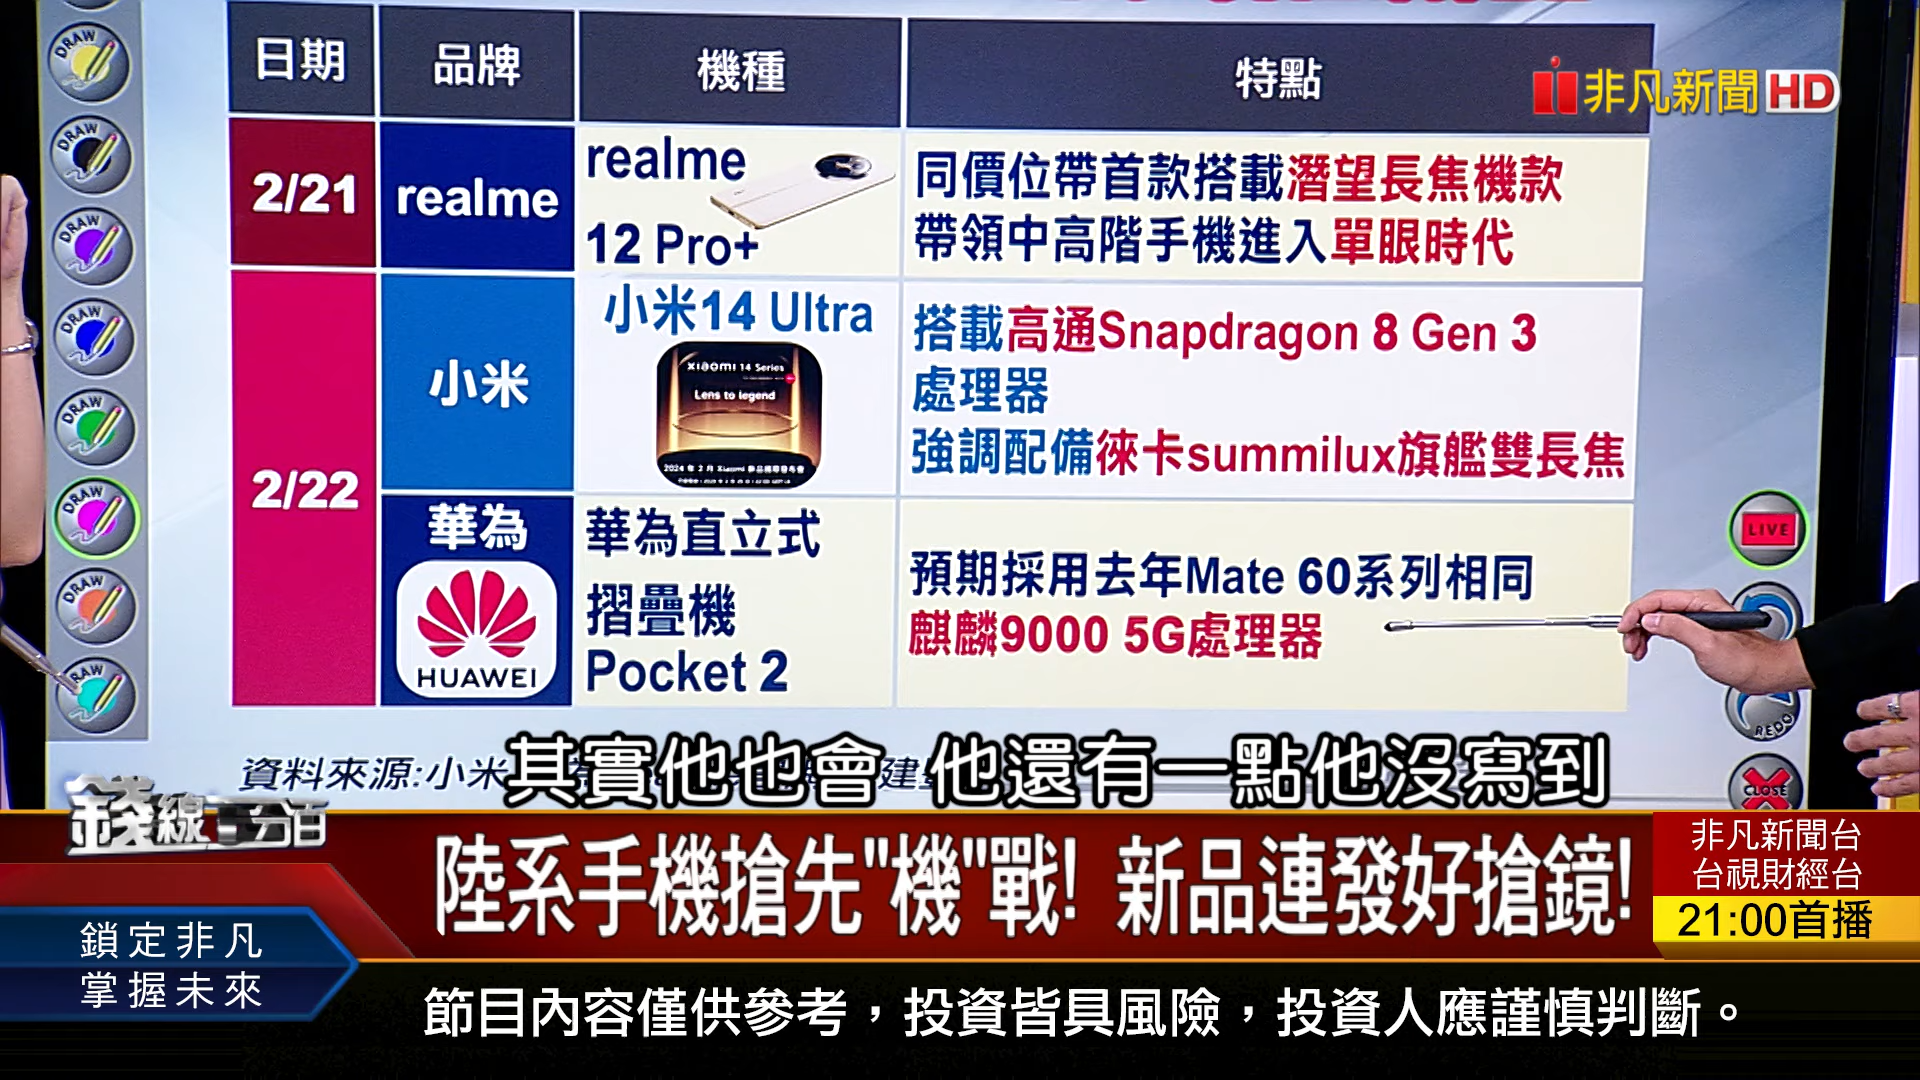 日期 品牌 機種 特點
非凡新聞HD
2/21 realme realme 12 Pro+
同價位帶首款搭載潛望長焦機款
帶領中高階手機進入單眼時代
2/22
小米
小米14 Ultra
xiaomi 14 Series
Lens to legend
搭載高通Snapdragon 8 Gen 3
處理器
強調配備徠卡summilux旗艦雙長焦
華為
HUAWEI
華為直立式
摺疊機
Pocket 2
預期採用去年Mate 60系列相同
麒麟9000 5G處理器
DRAW
DRAW
DRAW
DRAW
DRAW
DRAW
DRAW
DRAW
LIVE
REDO
CLOSE
資料來源:小米
其實他也會 他還有一點他沒寫到
錢線百分百
陸系手機搶先"機"戰! 新品連發好搶鏡!
非凡新聞台
台視財經台
21:00首播
鎖定非凡
掌握未來
節目內容僅供參考，投資皆具風險，投資人應謹慎判斷。